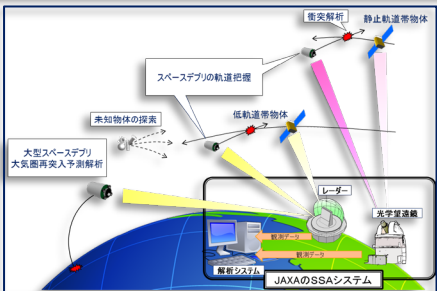 衝突解析
静止軌道帯物体
スペースデブリの軌道把握
未知物体の探索
低軌道帯物体
大型スペースデブリ
大気圏再突入予測解析
レーダー
光学望遠鏡
観測データ
観測データ
解析システム
JAXAのSSAシステム